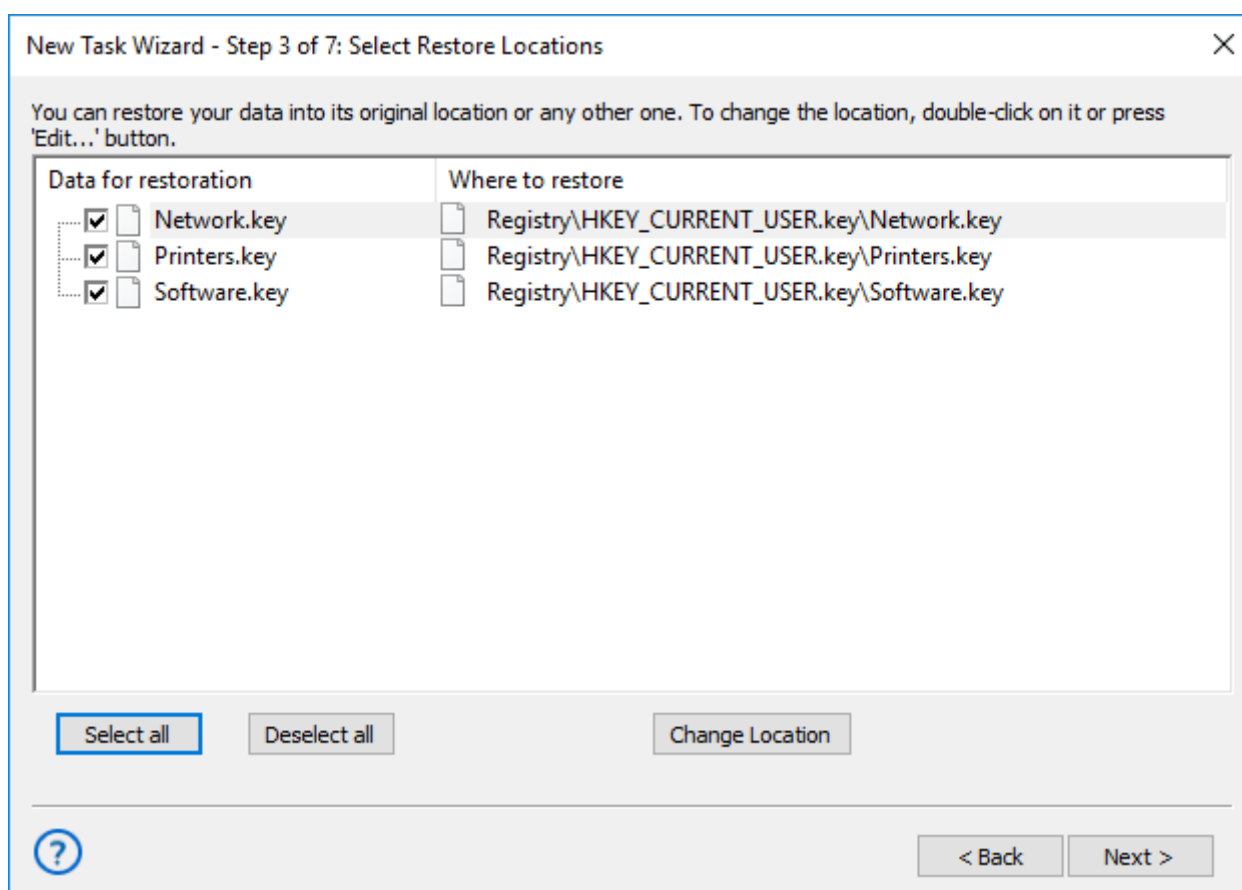 New Task Wizard - Step 3 of 7: Select Restore Locations
You can restore your data into its original location or any other one. To change the location, double-click on it or press
'Edit...' button.
Data for restoration Where to restore
Network.key Registry\HKEY_CURRENT_USER.key\Network.key
Printers.key Registry\HKEY_CURRENT_USER.key\Printers.key
Software.key Registry\HKEY_CURRENT_USER.key\Software.key
Select all Deselect all Change Location
? < Back Next >